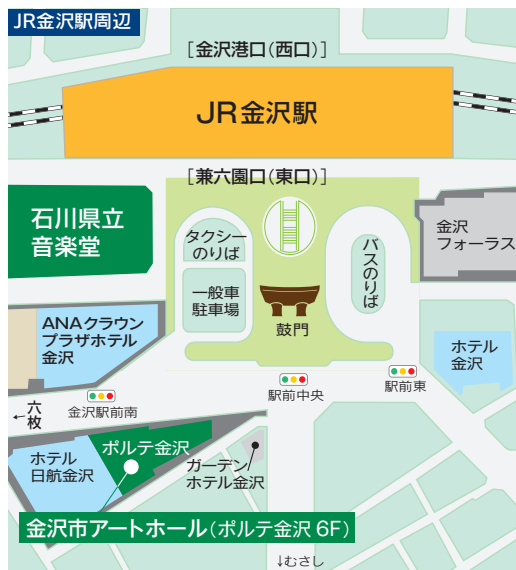 JR金沢駅周辺
［金沢港口(西口)］
JR金沢駅
［兼六園口(東口)］
石川県立
音楽堂
タクシー
のりば
バスのりば
金沢
フォーラス
一般車
駐車場
鼓門
ANAクラウン
プラザホテル
金沢
ホテル
金沢
駅前中央
駅前東
←六枚
金沢駅前南
ポルテ金沢
ホテル
日航金沢
ガーデン
ホテル金沢
金沢市アートホール(ポルテ金沢 6F)
↓むさし